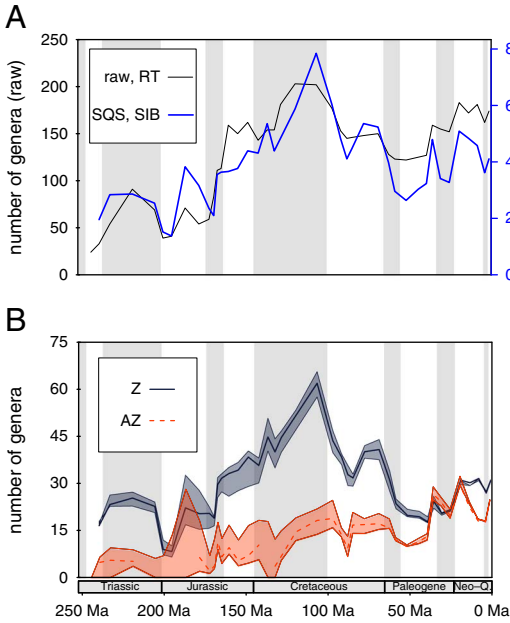 A
number of genera (raw)
250
200
150
100
50
0
raw, RT
SQS, SIB
8
6
4
2
0
B
number of genera
75
60
45
30
15
0
Z
AZ
Triassic Jurassic Cretaceous Paleogene Neo–Q.
250 Ma 200 Ma 150 Ma 100 Ma 50 Ma 0 Ma